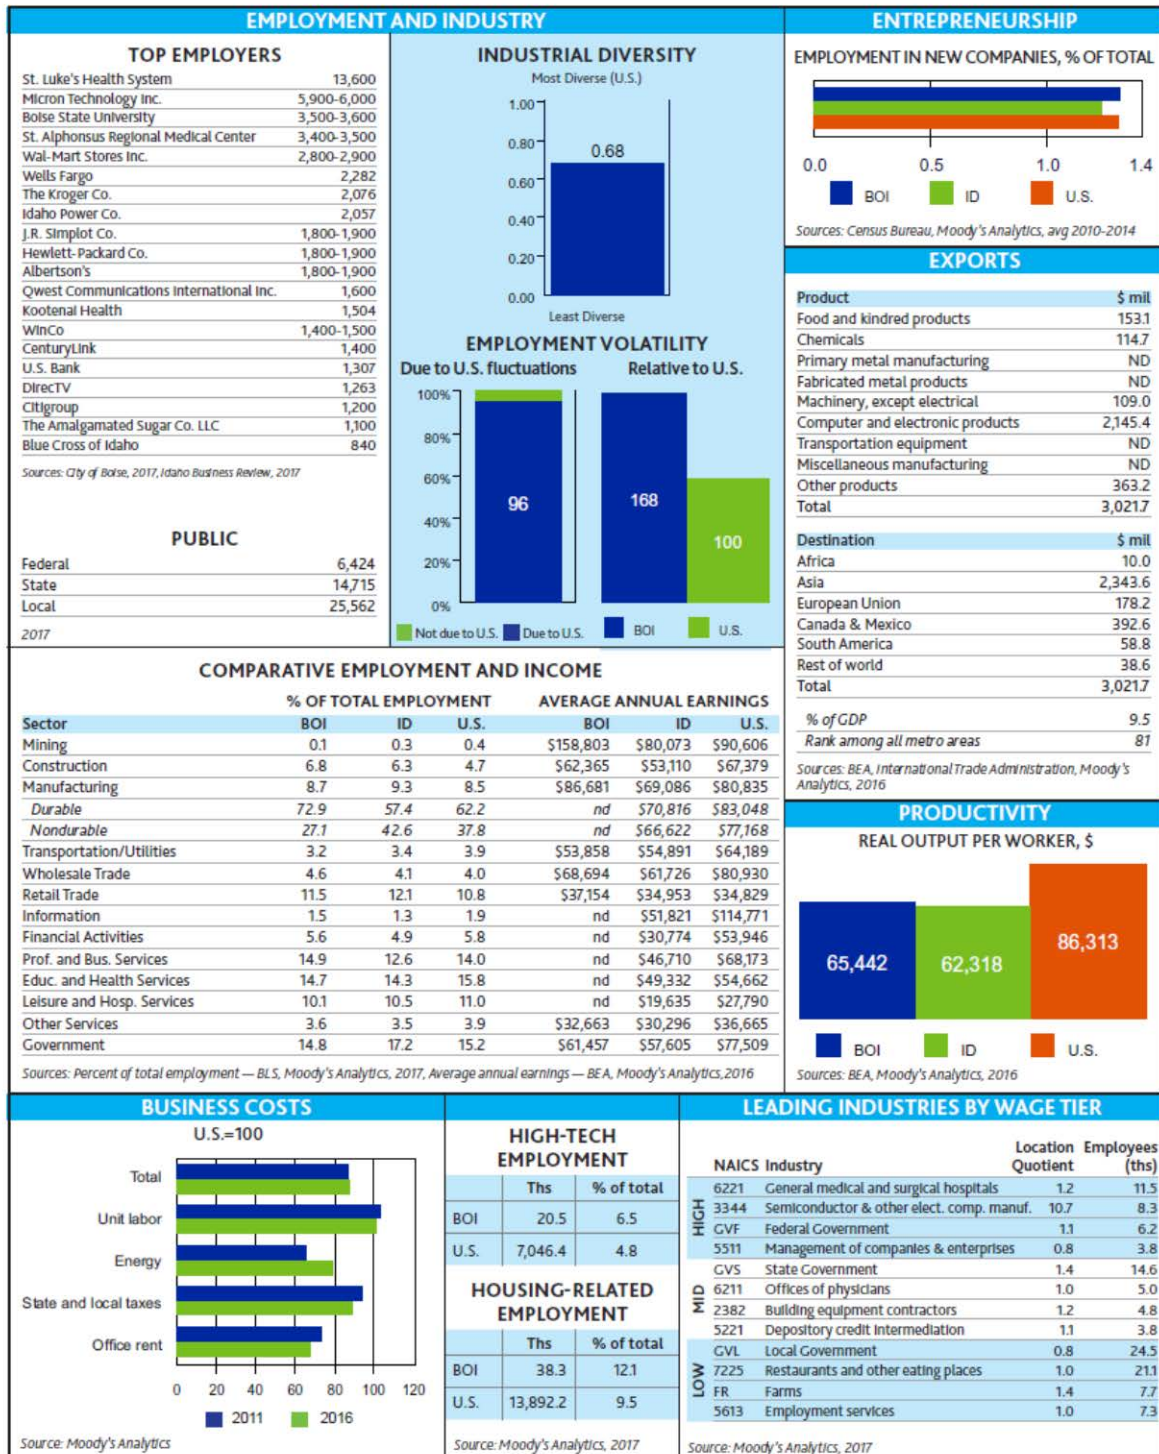 EMPLOYMENT AND INDUSTRY
TOP EMPLOYERS
St. Luke's Health System 13,600
Micron Technology Inc. 5,900-6,000
Boise State University 3,500-3,600
St. Alphonsus Regional Medical Center 3,400-3,500
Wal-Mart Stores Inc. 2,800-2,900
Wells Fargo 2,282
The Kroger Co. 2,076
Idaho Power Co. 2,057
J.R. Simplot Co. 1,800-1,900
Hewlett-Packard Co. 1,800-1,900
Albertson's 1,800-1,900
Qwest Communications International Inc. 1,600
Kootenai Health 1,504
WinCo 1,400-1,500
CenturyLink 1,400
U.S. Bank 1,307
DirecTV 1,263
Citigroup 1,200
The Amalgamated Sugar Co. LLC 1,100
Blue Cross of Idaho 840
Sources: City of Boise, 2017, Idaho Business Review, 2017
PUBLIC
Federal 6,424
State 14,715
Local 25,562
2017
INDUSTRIAL DIVERSITY
Most Diverse (U.S.)
1.00
0.80
0.68
0.60
0.40
0.20
0.00
Least Diverse
EMPLOYMENT VOLATILITY
Due to U.S. fluctuations Relative to U.S.
100%
80%
60%
96 168
40%
100
20%
0%
Not due to U.S. Due to U.S. BOI U.S.
ENTREPRENEURSHIP
EMPLOYMENT IN NEW COMPANIES, % OF TOTAL
0.0 0.5 1.0 1.4
BOI ID U.S.
Sources: Census Bureau, Moody's Analytics, avg 2010-2014
EXPORTS
Product $ mil
Food and kindred products 153.1
Chemicals 114.7
Primary metal manufacturing ND
Fabricated metal products ND
Machinery, except electrical 109.0
Computer and electronic products 2,145.4
Transportation equipment ND
Miscellaneous manufacturing ND
Other products 363.2
Total 3,021.7
Destination $ mil
Africa 10.0
Asia 2,343.6
European Union 178.2
Canada & Mexico 392.6
South America 58.8
Rest of world 38.6
Total 3,021.7
% of GDP 9.5
Rank among all metro areas 81
Sources: BEA, International Trade Administration, Moody's
Analytics, 2016
COMPARATIVE EMPLOYMENT AND INCOME
% OF TOTAL EMPLOYMENT AVERAGE ANNUAL EARNINGS
Sector BOI ID U.S. BOI ID U.S.
Mining 0.1 0.3 0.4 $158,803 $80,073 $90,606
Construction 6.8 6.3 4.7 $62,365 $53,110 $67,379
Manufacturing 8.7 9.3 8.5 $86,681 $69,086 $80,835
Durable 72.9 57.4 62.2 nd $70,816 $83,048
Nondurable 27.1 42.6 37.8 nd $66,622 $77,168
Transportation/Utilities 3.2 3.4 3.9 $53,858 $54,891 $64,189
Wholesale Trade 4.6 4.1 4.0 $68,694 $61,726 $80,930
Retail Trade 11.5 12.1 10.8 $37,154 $34,953 $34,829
Information 1.5 1.3 1.9 nd $51,821 $114,771
Financial Activities 5.6 4.9 5.8 nd $30,774 $53,946
Prof. and Bus. Services 14.9 12.6 14.0 nd $46,710 $68,173
Educ. and Health Services 14.7 14.3 15.8 nd $49,332 $54,662
Leisure and Hosp. Services 10.1 10.5 11.0 nd $19,635 $27,790
Other Services 3.6 3.5 3.9 $32,663 $30,296 $36,665
Government 14.8 17.2 15.2 $61,457 $57,605 $77,509
Sources: Percent of total employment — BLS, Moody's Analytics, 2017, Average annual earnings — BEA, Moody's Analytics,2016
PRODUCTIVITY
REAL OUTPUT PER WORKER, $
65,442 62,318 86,313
BOI ID U.S.
Sources: BEA, Moody's Analytics, 2016
BUSINESS COSTS
U.S.=100
Total
Unit labor
Energy
State and local taxes
Office rent
0 20 40 60 80 100 120
2011 2016
Source: Moody's Analytics
HIGH-TECH
EMPLOYMENT
Ths % of total
BOI 20.5 6.5
U.S. 7,046.4 4.8
HOUSING-RELATED
EMPLOYMENT
Ths % of total
BOI 38.3 12.1
U.S. 13,892.2 9.5
Source: Moody's Analytics, 2017
LEADING INDUSTRIES BY WAGE TIER
Location Employees
NAICS Industry Quotient (ths)
HIGH
6221 General medical and surgical hospitals 1.2 11.5
3344 Semiconductor & other elect. comp. manuf. 10.7 8.3
GVF Federal Government 1.1 6.2
5511 Management of companies & enterprises 0.8 3.8
MID
GVS State Government 1.4 14.6
6211 Offices of physicians 1.0 5.0
2382 Building equipment contractors 1.2 4.8
5221 Depository credit intermediation 1.1 3.8
LOW
GVL Local Government 0.8 24.5
7225 Restaurants and other eating places 1.0 21.1
FR Farms 1.4 7.7
5613 Employment services 1.0 7.3
Source: Moody's Analytics, 2017